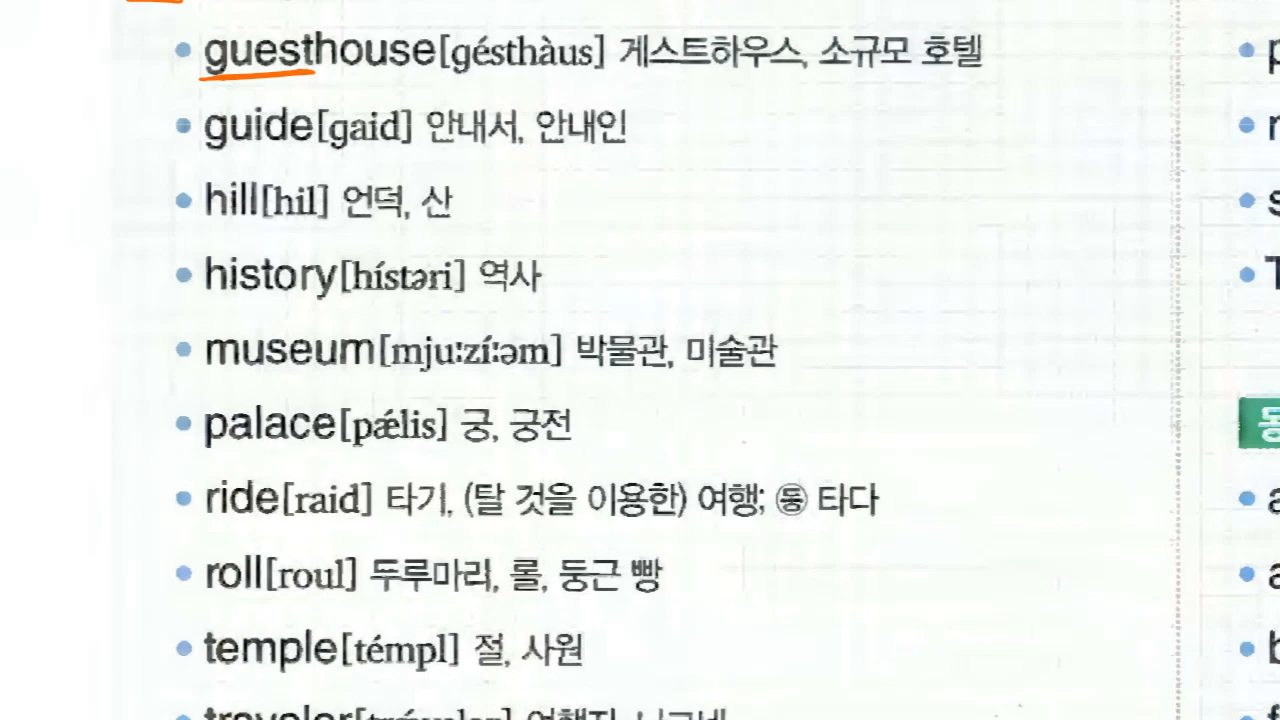 guesthouse[gésthàus] 게스트하우스, 소규모 호텔
guide[gaid] 안내서, 안내인
hill[hil] 언덕, 산
history[hístəri] 역사
museum[mju:zí:əm] 박물관, 미술관
palace[pǽlis] 궁, 궁전
ride[raid] 타기, (탈 것을 이용한) 여행; ㉿동 타다
roll[roul] 두루마리, 롤, 둥근 빵
temple[témpl] 절, 사원